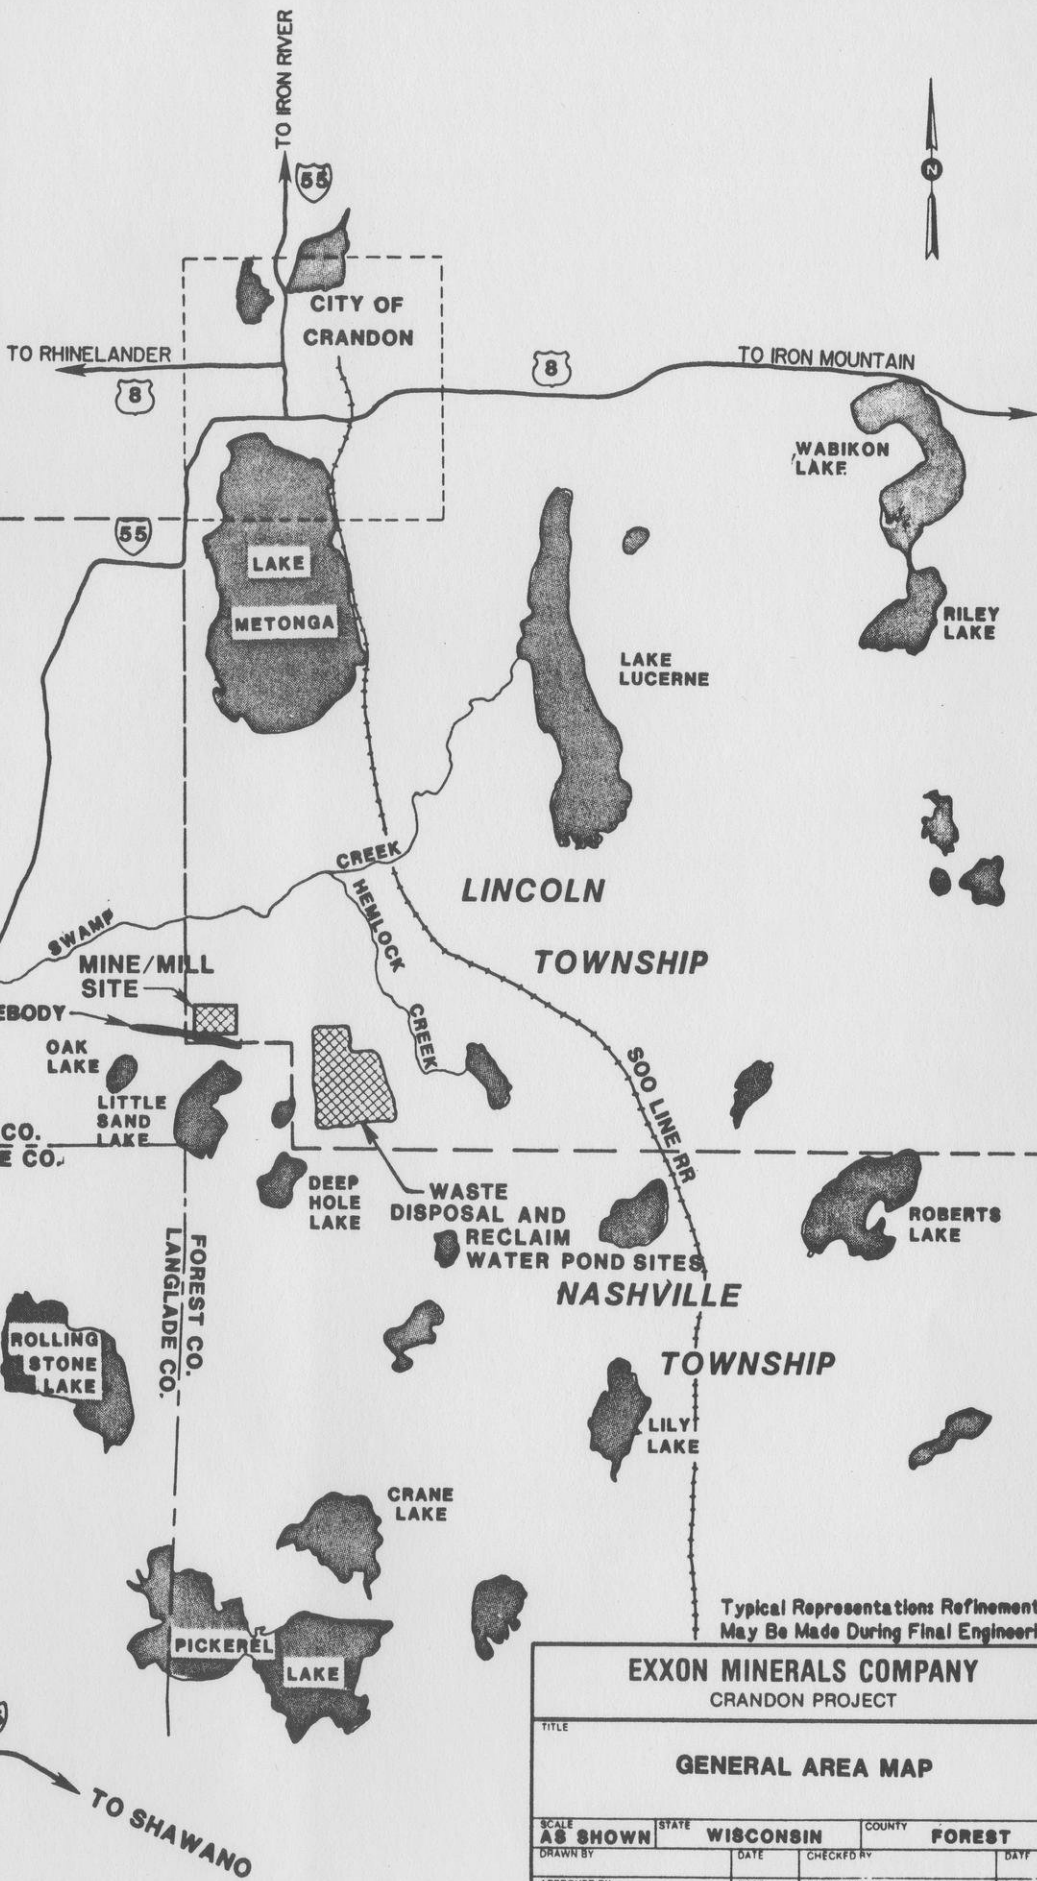 TO IRON RIVER
55
N
CITY OF
CRANDON
TO RHINELANDER
8
8
TO IRON MOUNTAIN
WABIKON
LAKE
55
LAKE
METONGA
RILEY
LAKE
LAKE
LUCERNE
CREEK
HEMLOCK
CREEK
LINCOLN
TOWNSHIP
SWAMP
MINE/MILL
SITE
EBODY
OAK
LAKE
LITTLE
SAND
LAKE
SOO LINE RR
CO.
E CO.
DEEP
HOLE
LAKE
WASTE
DISPOSAL AND
RECLAIM
WATER POND SITES
ROBERTS
LAKE
FOREST CO.
LANGLADE CO.
NASHVILLE
TOWNSHIP
ROLLING
STONE
LAKE
LILY
LAKE
CRANE
LAKE
PICKEREL
LAKE
TO SHAWANO
Typical Representations Refinement
May Be Made During Final Engineeri
EXXON MINERALS COMPANY
CRANDON PROJECT
TITLE
GENERAL AREA MAP
SCALE
AS SHOWN
STATE
WISCONSIN
COUNTY
FOREST
DRAWN BY
DATE
CHECKED BY
DATE